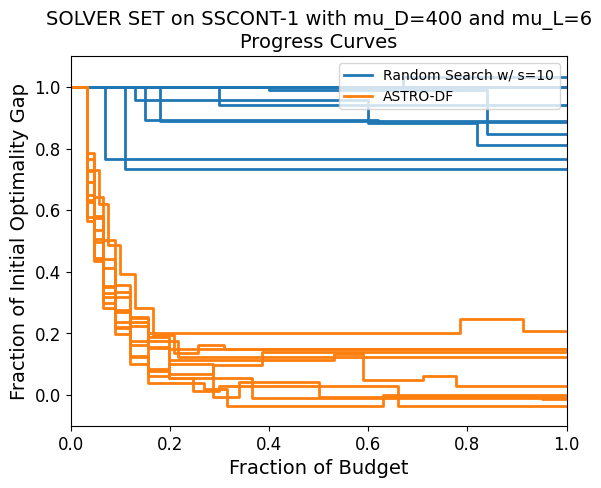 SOLVER SET on SSCONT-1 with mu_D=400 and mu_L=6
Progress Curves
Random Search w/ s=10
ASTRO-DF
Fraction of Initial Optimality Gap
1.0
0.8
0.6
0.4
0.2
0.0
0.0 0.2 0.4 0.6 0.8 1.0
Fraction of Budget